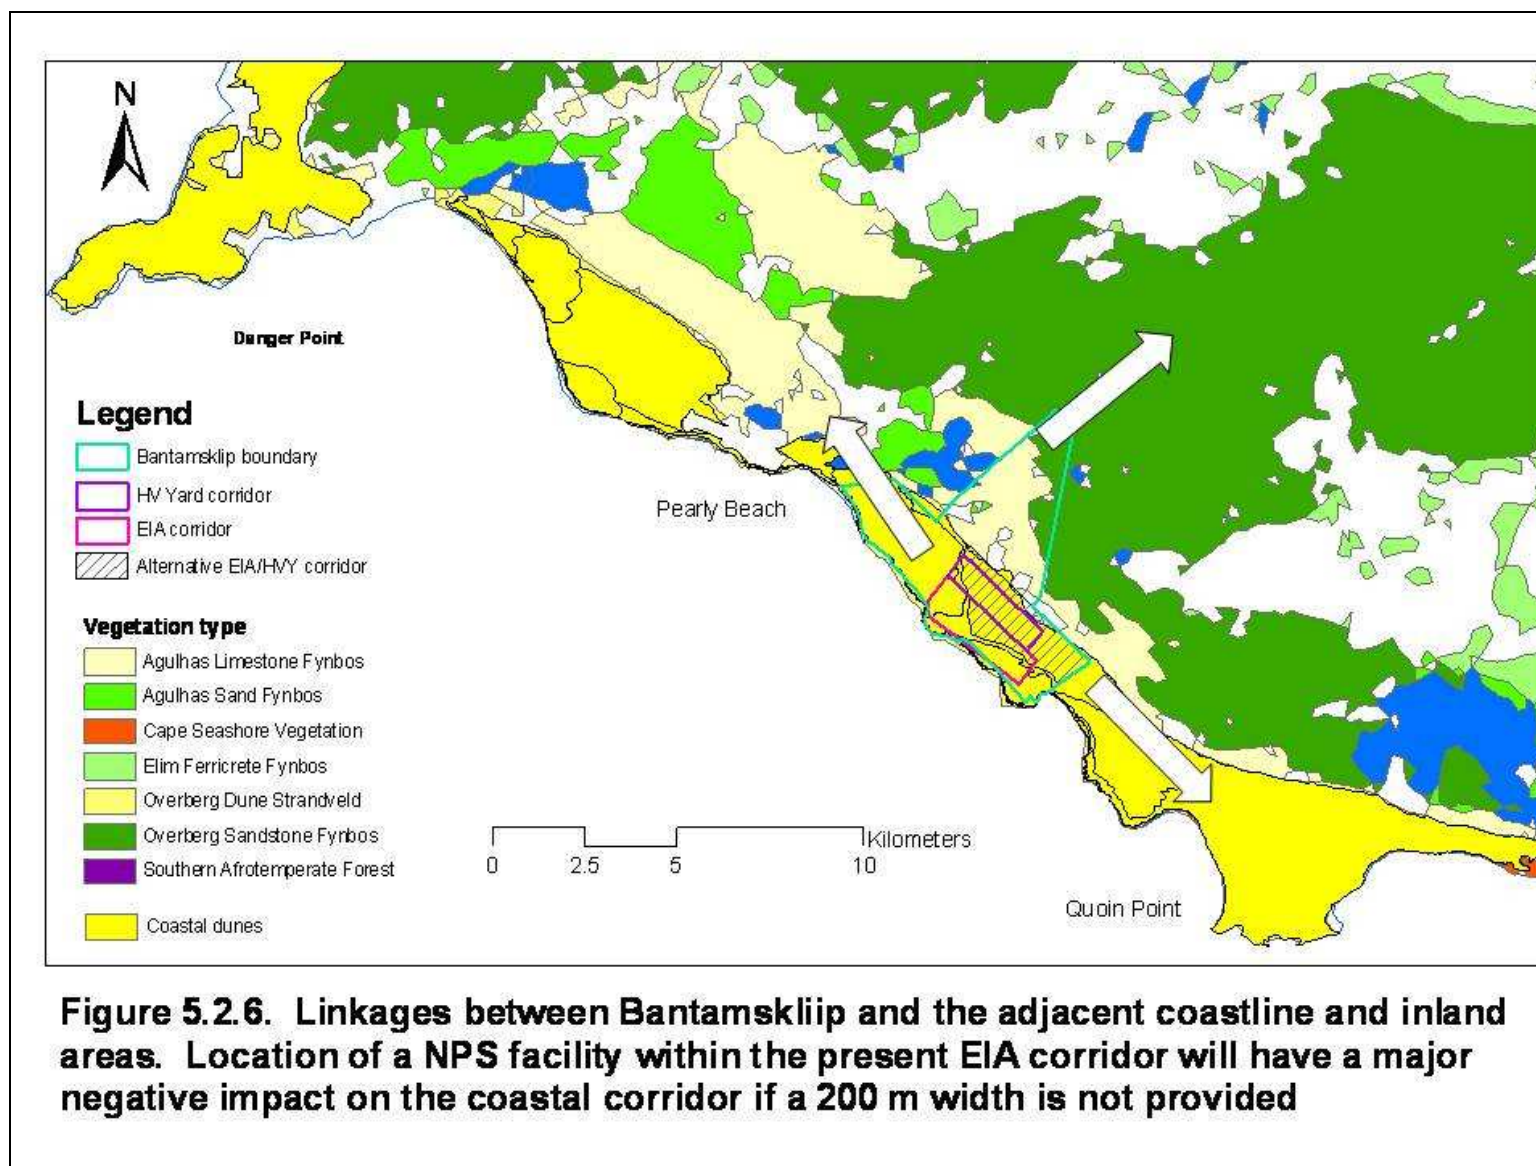 N
Danger Point
Legend
Bantamsklip boundary
HV Yard corridor
EIA corridor
Alternative EIA/HVY corridor
Pearly Beach
Vegetation type
Agulhas Limestone Fynbos
Agulhas Sand Fynbos
Cape Seashore Vegetation
Elim Ferricrete Fynbos
Overberg Dune Strandveld
Overberg Sandstone Fynbos
Southern Afrotemperate Forest
Coastal dunes
Kilometers
0 2.5 5 10
Quoin Point
Figure 5.2.6. Linkages between Bantamskliip and the adjacent coastline and inland
areas. Location of a NPS facility within the present EIA corridor will have a major
negative impact on the coastal corridor if a 200 m width is not provided